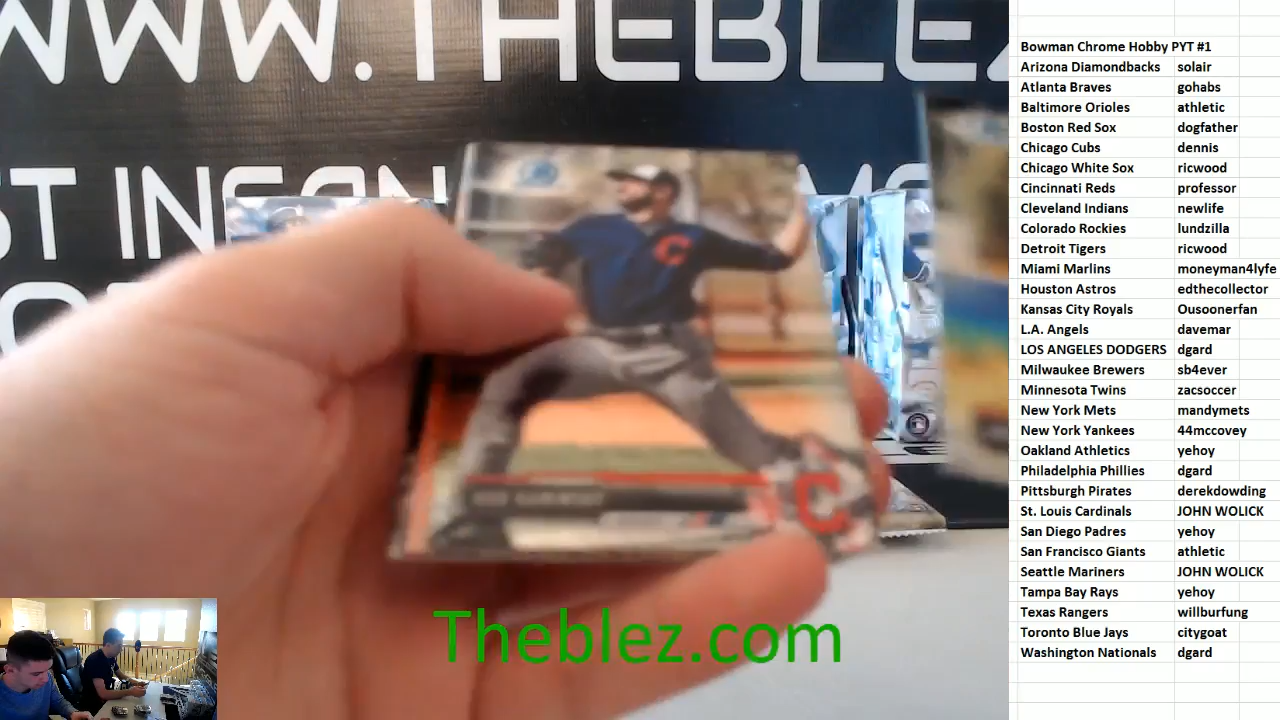 WWW.THEBLEZ
ST INSAN
Theblez.com
Bowman Chrome Hobby PYT #1
Arizona Diamondbacks solair
Atlanta Braves gohabs
Baltimore Orioles athletic
Boston Red Sox dogfather
Chicago Cubs dennis
Chicago White Sox ricwood
Cincinnati Reds professor
Cleveland Indians newlife
Colorado Rockies lundzilla
Detroit Tigers ricwood
Miami Marlins moneyman4lyfe
Houston Astros edthecollector
Kansas City Royals Ousoonerfan
L.A. Angels davemar
LOS ANGELES DODGERS dgard
Milwaukee Brewers sb4ever
Minnesota Twins zacsoccer
New York Mets mandymets
New York Yankees 44mccovey
Oakland Athletics yehoy
Philadelphia Phillies dgard
Pittsburgh Pirates derekdowding
St. Louis Cardinals JOHN WOLICK
San Diego Padres yehoy
San Francisco Giants athletic
Seattle Mariners JOHN WOLICK
Tampa Bay Rays yehoy
Texas Rangers willburfung
Toronto Blue Jays citygoat
Washington Nationals dgard